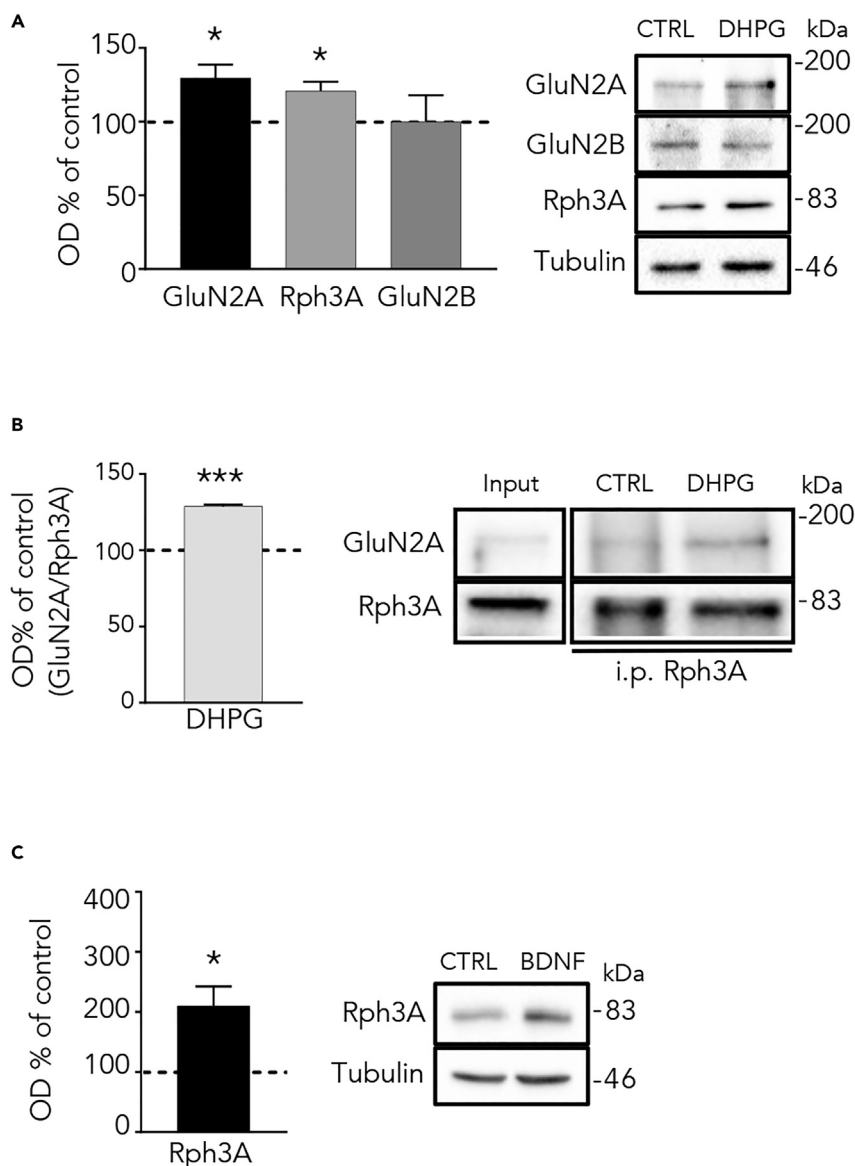 A
OD % of control
150
100
50
0
*
*
GluN2A Rph3A GluN2B
CTRL DHPG kDa
GluN2A -200
GluN2B -200
Rph3A -83
Tubulin -46
B
OD% of control
(GluN2A/Rph3A)
150
100
50
0
***
DHPG
Input CTRL DHPG kDa
GluN2A -200
Rph3A -83
i.p. Rph3A
C
OD % of control
400
300
200
100
0
*
Rph3A
CTRL BDNF kDa
Rph3A -83
Tubulin -46